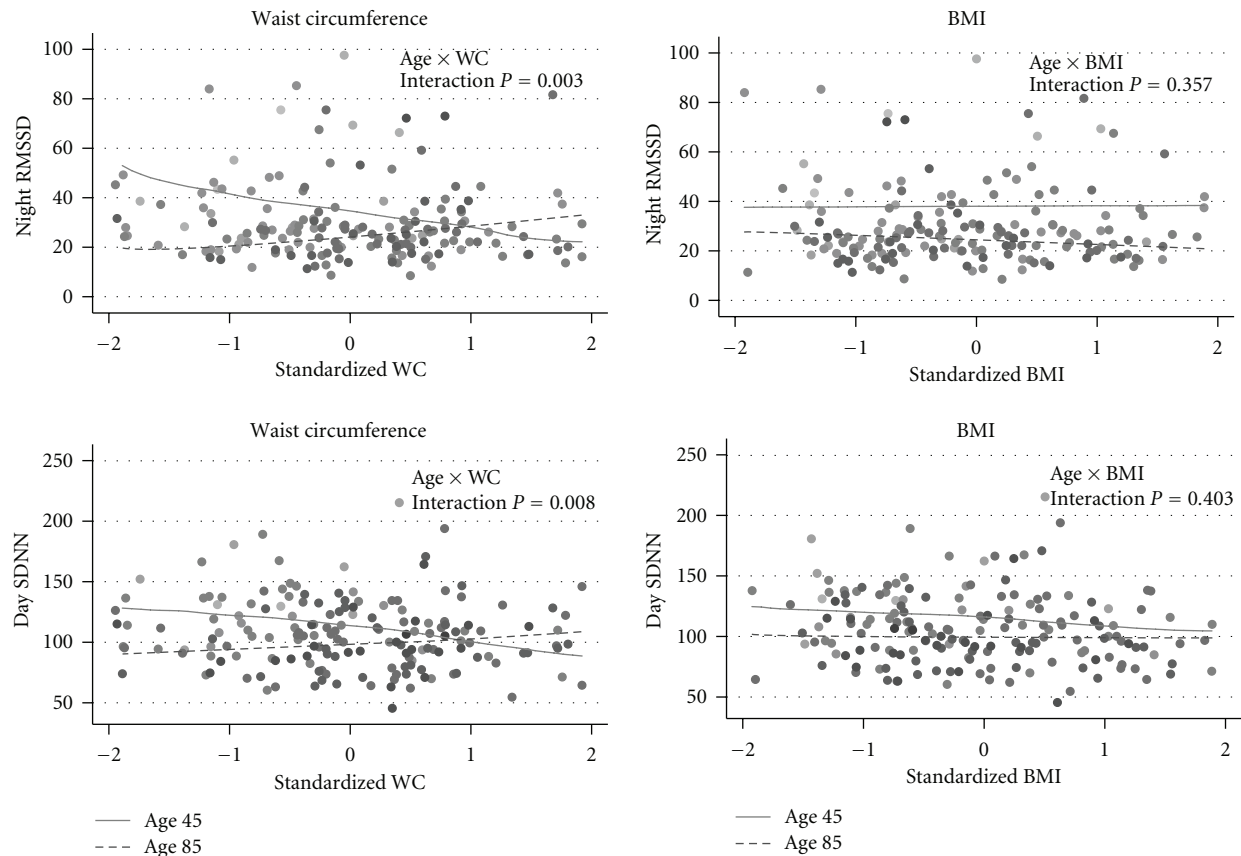 Waist circumference
100
80
60
40
20
0
Night RMSSD
Age × WC
Interaction P = 0.003
−2 −1 0 1 2
Standardized WC
BMI
100
80
60
40
20
0
Night RMSSD
Age × BMI
Interaction P = 0.357
−2 −1 0 1 2
Standardized BMI
Waist circumference
250
200
150
100
50
Day SDNN
Age × WC
Interaction P = 0.008
−2 −1 0 1 2
Standardized WC
Age 45
Age 85
BMI
250
200
150
100
50
Day SDNN
Age × BMI
Interaction P = 0.403
−2 −1 0 1 2
Standardized BMI
Age 45
Age 85